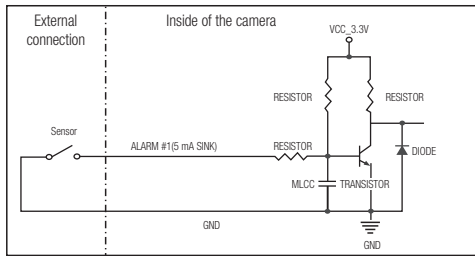 External
connection
Inside of the camera
VCC_3.3V
RESISTOR
RESISTOR
Sensor
ALARM #1(5 mA SINK)
RESISTOR
DIODE
MLCC
TRANSISTOR
GND
GND